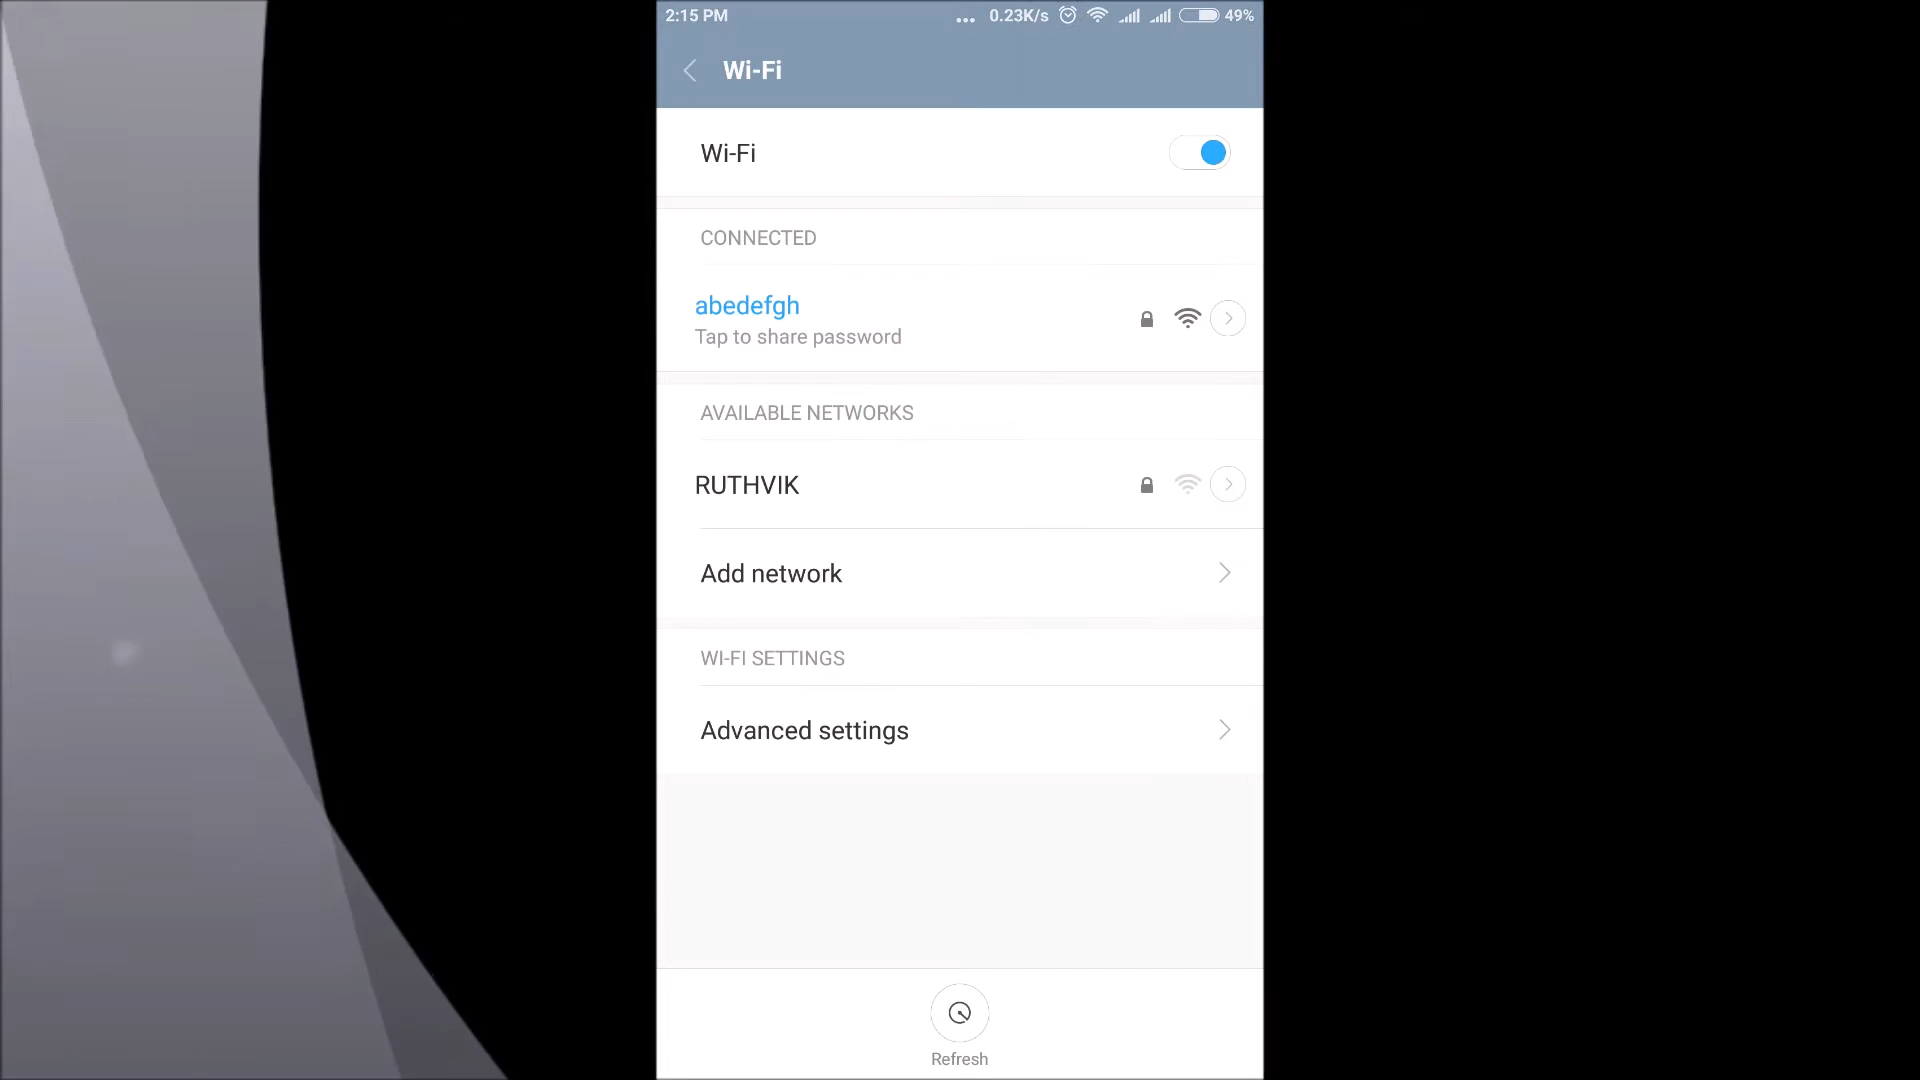 2:15 PM ... 0.23K/s 49%
Wi-Fi
Wi-Fi
CONNECTED
abedefgh
Tap to share password
AVAILABLE NETWORKS
RUTHVIK
Add network
WI-FI SETTINGS
Advanced settings
Refresh